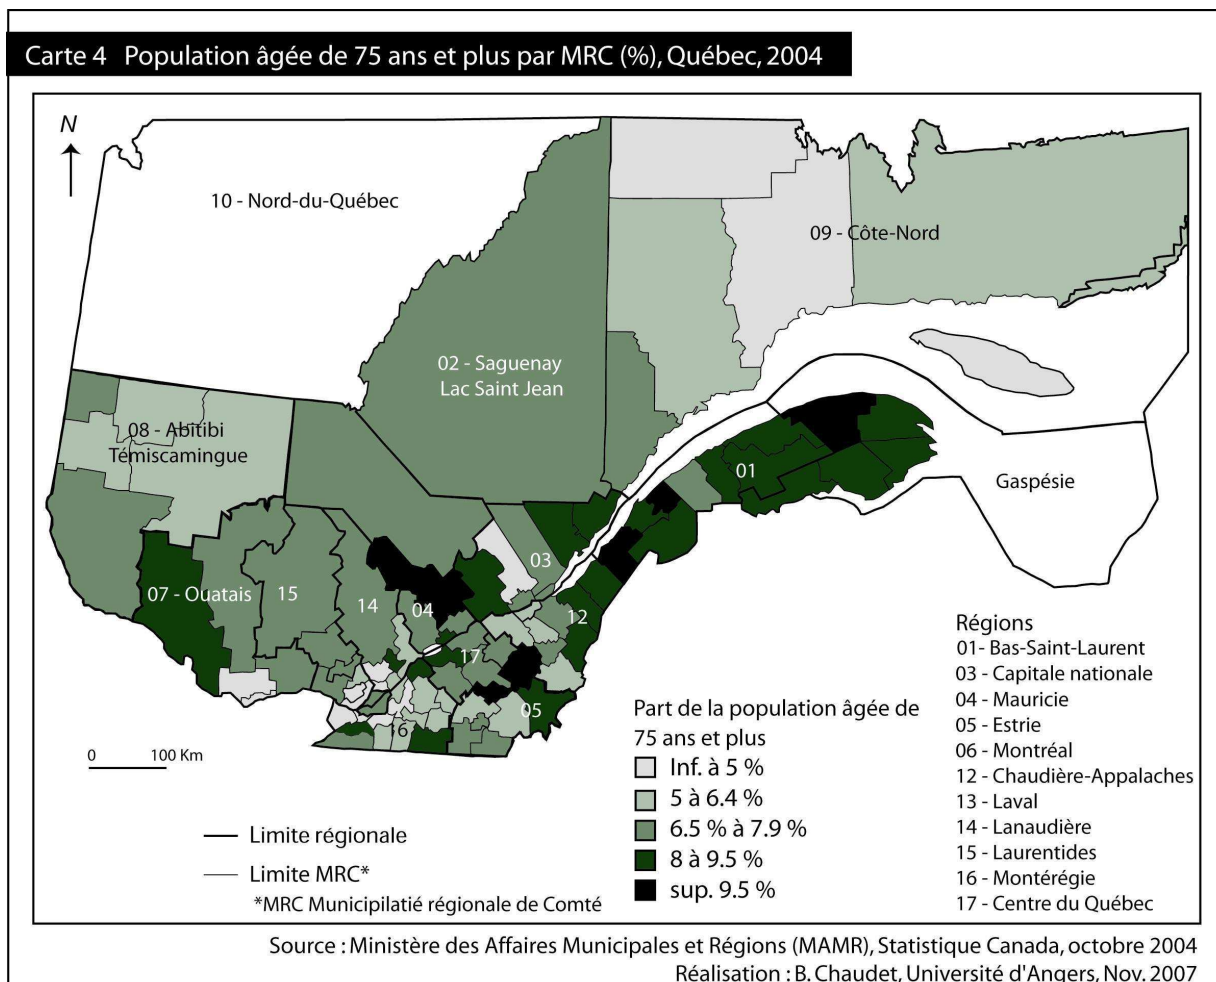 Carte 4 Population âgée de 75 ans et plus par MRC (%), Québec, 2004
N
10 - Nord-du-Québec
09 - Côte-Nord
02 - Saguenay
Lac Saint Jean
08 - Abitibi
Témiscamingue
01
Gaspésie
03
07 - Ouatais
15
14
04
12
17
05
6
0 100 Km
Limite régionale
Limite MRC*
*MRC Municipilatié régionale de Comté
Part de la population âgée de
75 ans et plus
Inf. à 5 %
5 à 6.4 %
6.5 % à 7.9 %
8 à 9.5 %
sup. 9.5 %
Régions
01- Bas-Saint-Laurent
03 - Capitale nationale
04 - Mauricie
05 - Estrie
06 - Montréal
12 - Chaudière-Appalaches
13 - Laval
14 - Lanaudière
15 - Laurentides
16 - Montérégie
17 - Centre du Québec
Source : Ministère des Affaires Municipales et Régions (MAMR), Statistique Canada, octobre 2004
Réalisation : B. Chaudet, Université d'Angers, Nov. 2007